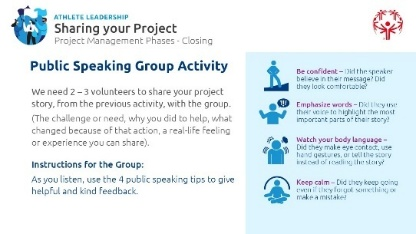 ATHLETE LEADERSHIP
Sharing your Project
Project Management Phases - Closing
Public Speaking Group Activity
We need 2 – 3 volunteers to share your project
story, from the previous activity, with the group.
(The challenge or need, why you did to help, what
changed because of that action, a real-life feeling
or experience you can share).
Instructions for the Group:
As you listen, use the 4 public speaking tips to give
helpful and kind feedback.
Be confident – Did the speaker
believe in their message? Did
they look comfortable?
Emphasize words – Did they use
their voice to highlight the most
important parts of their story?
Watch your body language –
Did they make eye contact, use
hand gestures, or tell the story
instead of reading the story?
Keep calm – Did they keep going
even if they forgot something or
make a mistake?